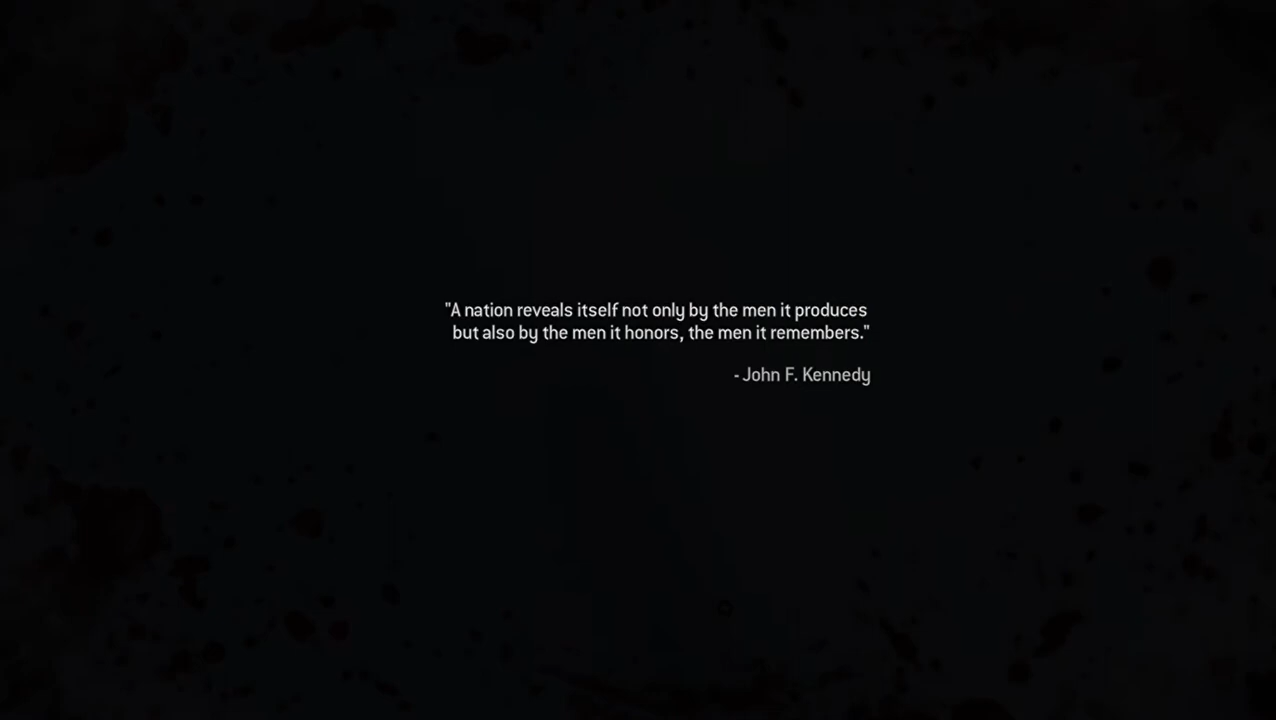 "A nation reveals itself not only by the men it produces
but also by the men it honors, the men it remembers."
- John F. Kennedy